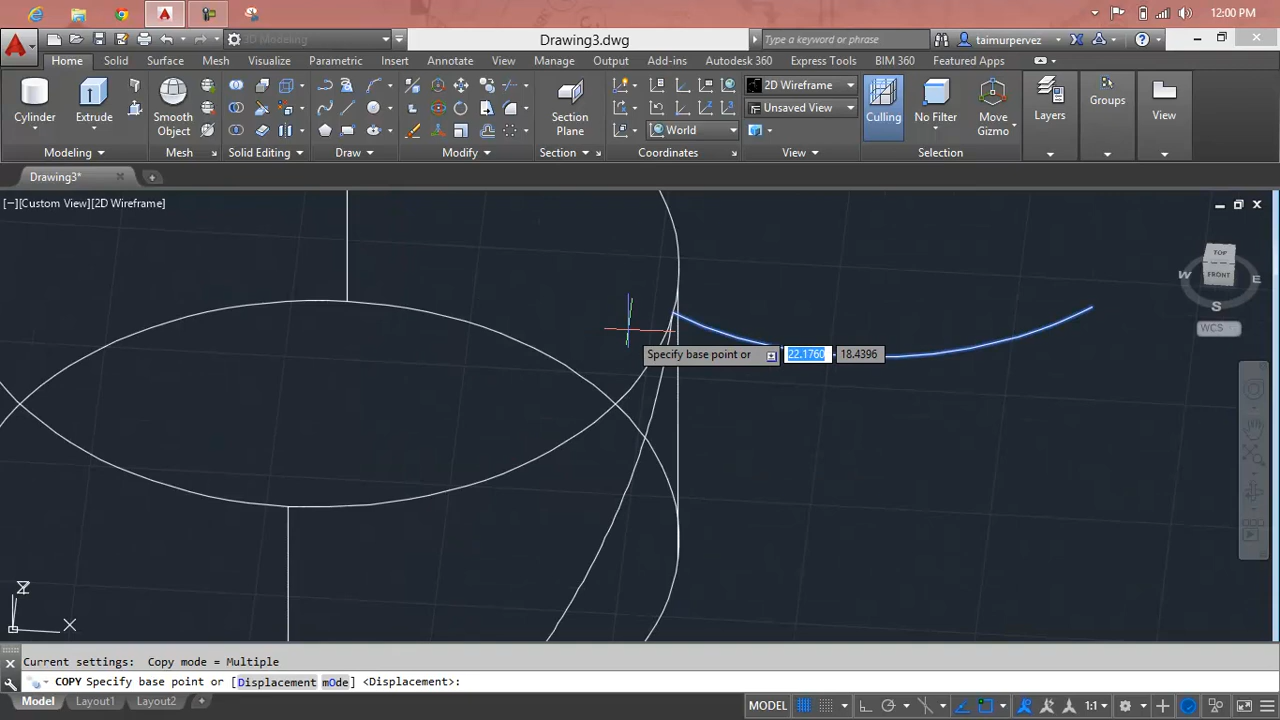 12:00 PM
3D Modeling
Drawing3.dwg
Type a keyword or phrase
taimurpervez
Home Solid Surface Mesh Visualize Parametric Insert Annotate View Manage Output Add-ins Autodesk 360 Express Tools BIM 360 Featured Apps
Cylinder
Extrude
Smooth Object
Section Plane
World
2D Wireframe
Unsaved View
Culling
No Filter
Move Gizmo
Layers
Groups
View
Modeling
Mesh
Solid Editing
Draw
Modify
Section
Coordinates
View
Selection
Drawing3*
[−][Custom View][2D Wireframe]
TOP
FRONT
W
E
S
WCS
Specify base point or
22.1760
18.4396
Z
X
Current settings: Copy mode = Multiple
COPY Specify base point or [Displacement mOde] <Displacement>:
Model Layout1 Layout2
MODEL
1:1